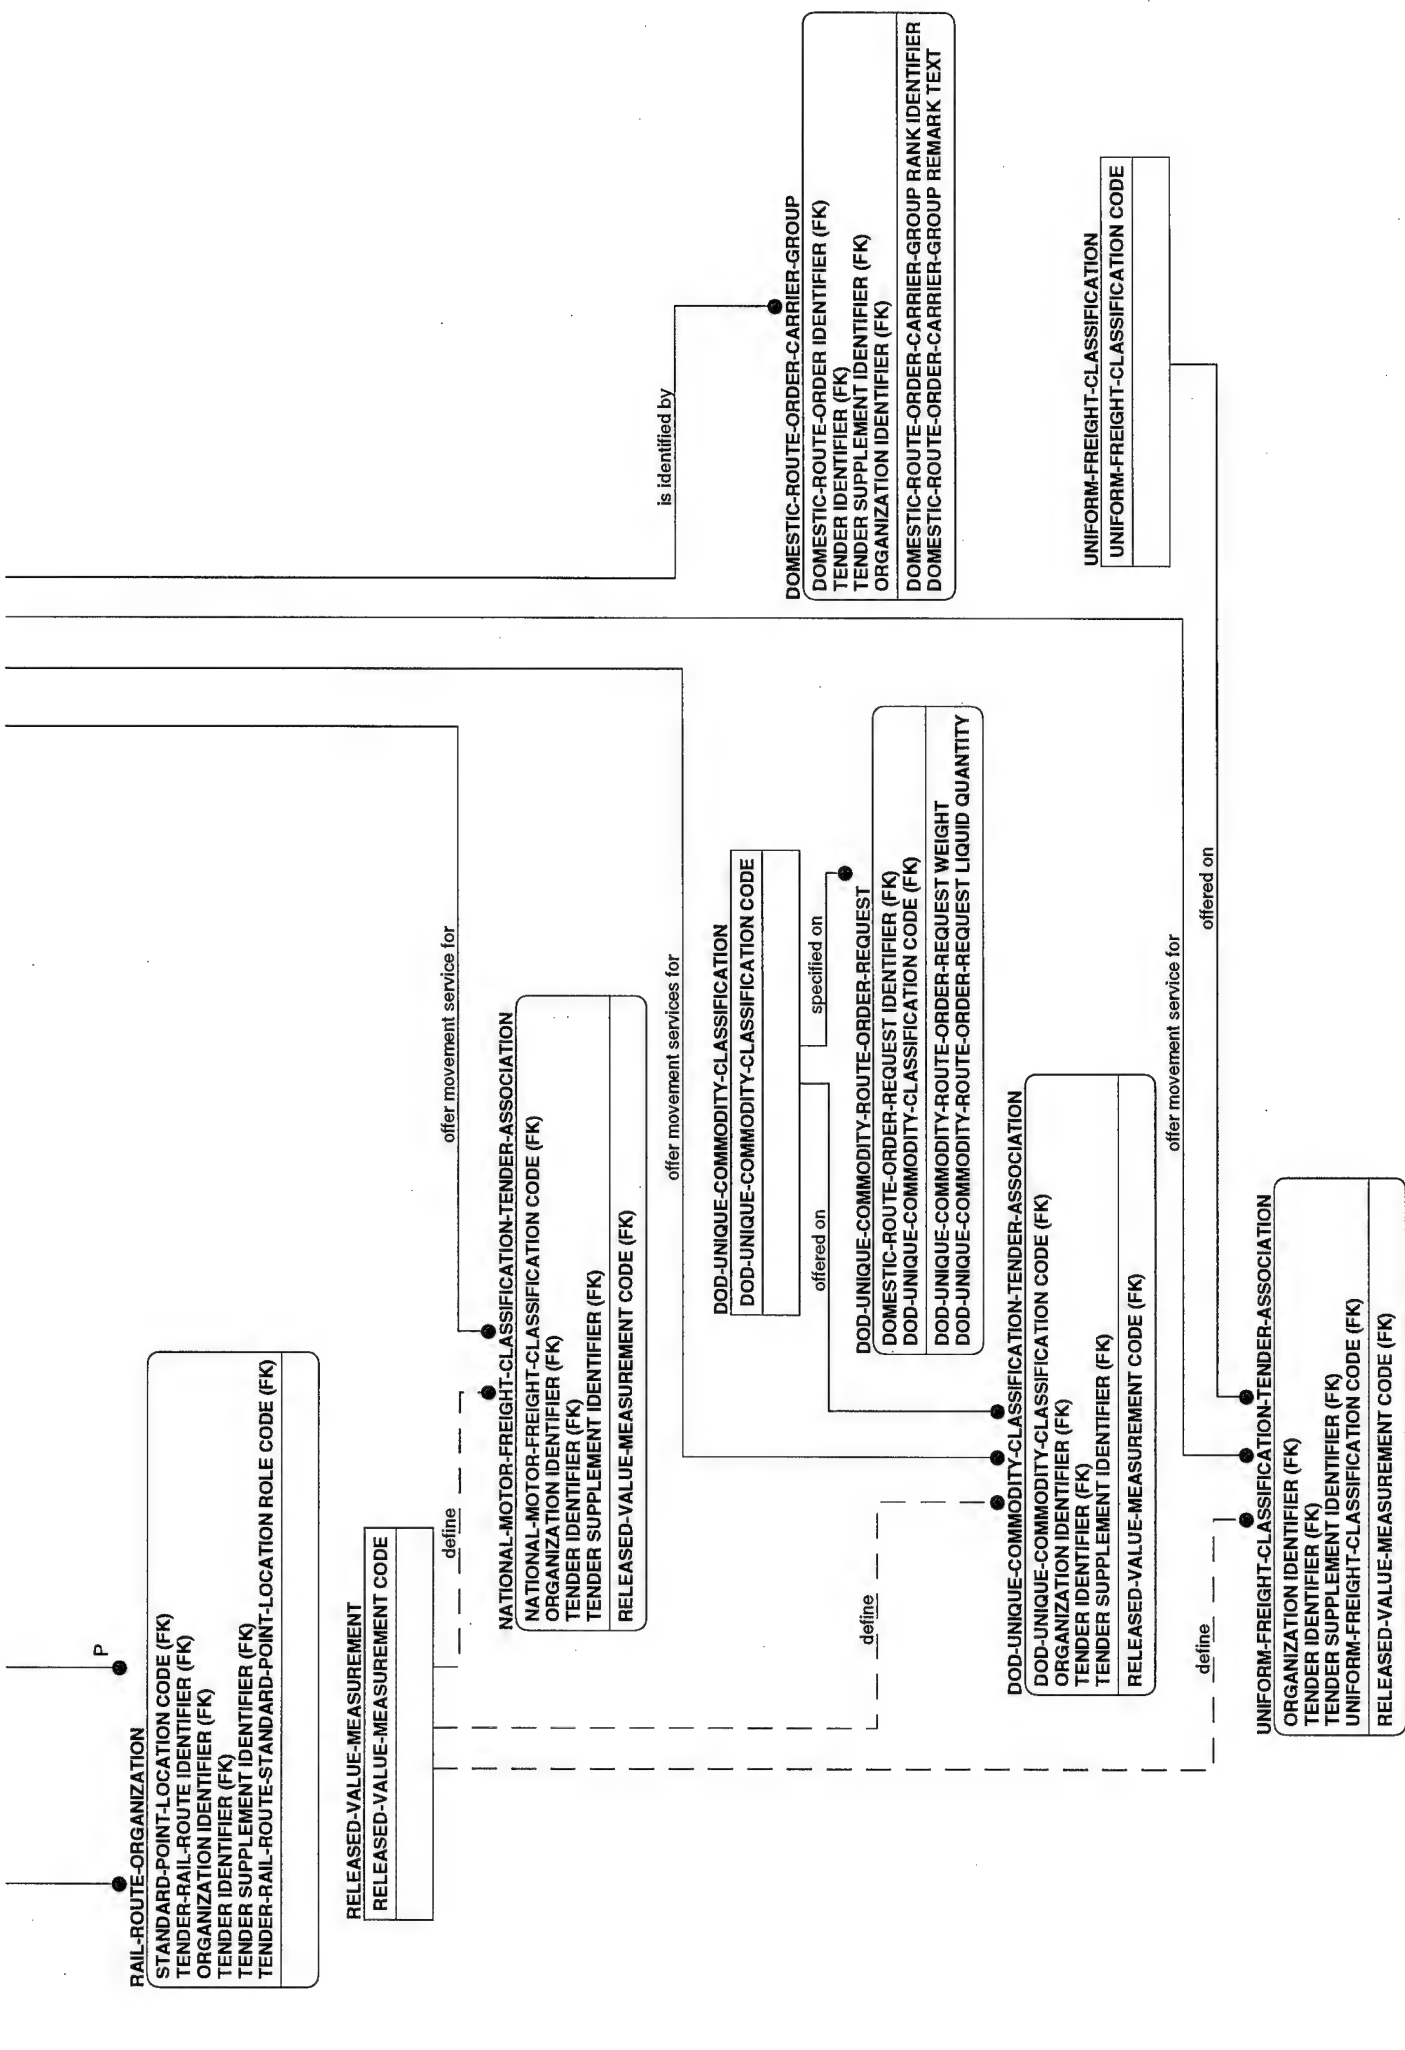 P
RAIL-ROUTE-ORGANIZATION
STANDARD-POINT-LOCATION CODE (FK)
TENDER-RAIL-ROUTE IDENTIFIER (FK)
ORGANIZATION IDENTIFIER (FK)
TENDER IDENTIFIER (FK)
TENDER SUPPLEMENT IDENTIFIER (FK)
TENDER-RAIL-ROUTE-STANDARD-POINT-LOCATION ROLE CODE (FK)
RELEASED-VALUE-MEASUREMENT
RELEASED-VALUE-MEASUREMENT CODE
define
offer movement service for
NATIONAL-MOTOR-FREIGHT-CLASSIFICATION-TENDER-ASSOCIATION
NATIONAL-MOTOR-FREIGHT-CLASSIFICATION CODE (FK)
ORGANIZATION IDENTIFIER (FK)
TENDER IDENTIFIER (FK)
TENDER SUPPLEMENT IDENTIFIER (FK)
RELEASED-VALUE-MEASUREMENT CODE (FK)
offer movement services for
is identified by
DOD-UNIQUE-COMMODITY-CLASSIFICATION
DOD-UNIQUE-COMMODITY-CLASSIFICATION CODE
offered on
specified on
DOMESTIC-ROUTE-ORDER-CARRIER-GROUP
DOMESTIC-ROUTE-ORDER IDENTIFIER (FK)
TENDER IDENTIFIER (FK)
TENDER SUPPLEMENT IDENTIFIER (FK)
ORGANIZATION IDENTIFIER (FK)
DOMESTIC-ROUTE-ORDER-CARRIER-GROUP RANK IDENTIFIER
DOMESTIC-ROUTE-ORDER-CARRIER-GROUP REMARK TEXT
DOD-UNIQUE-COMMODITY-ROUTE-ORDER-REQUEST
DOMESTIC-ROUTE-ORDER-REQUEST IDENTIFIER (FK)
DOD-UNIQUE-COMMODITY-CLASSIFICATION CODE (FK)
DOD-UNIQUE-COMMODITY-ROUTE-ORDER-REQUEST WEIGHT
DOD-UNIQUE-COMMODITY-ROUTE-ORDER-REQUEST LIQUID QUANTITY
define
DOD-UNIQUE-COMMODITY-CLASSIFICATION-TENDER-ASSOCIATION
DOD-UNIQUE-COMMODITY-CLASSIFICATION CODE (FK)
ORGANIZATION IDENTIFIER (FK)
TENDER IDENTIFIER (FK)
TENDER SUPPLEMENT IDENTIFIER (FK)
RELEASED-VALUE-MEASUREMENT CODE (FK)
UNIFORM-FREIGHT-CLASSIFICATION
UNIFORM-FREIGHT-CLASSIFICATION CODE
define
offer movement service for
offered on
UNIFORM-FREIGHT-CLASSIFICATION-TENDER-ASSOCIATION
ORGANIZATION IDENTIFIER (FK)
TENDER IDENTIFIER (FK)
TENDER SUPPLEMENT IDENTIFIER (FK)
UNIFORM-FREIGHT-CLASSIFICATION CODE (FK)
RELEASED-VALUE-MEASUREMENT CODE (FK)